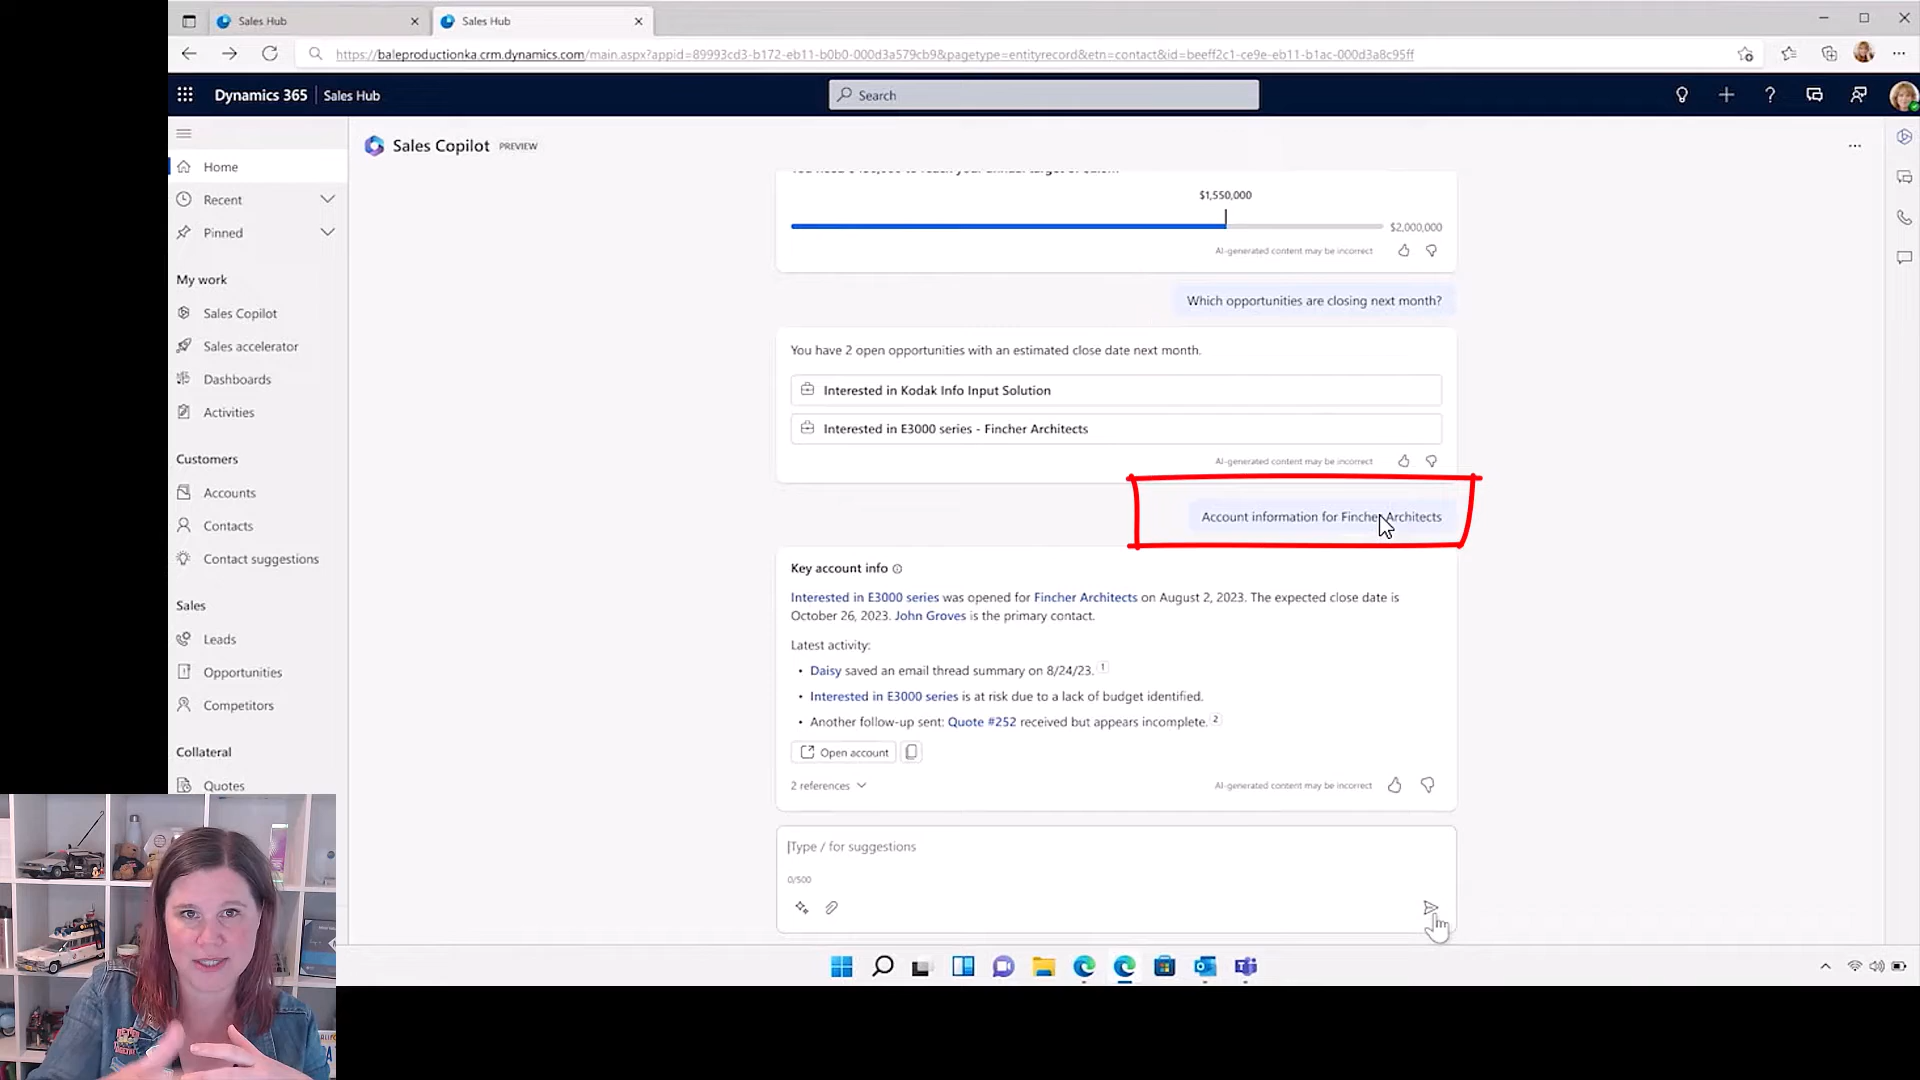 Sales Hub
Sales Hub
https://baleproductionka.crm.dynamics.com/main.aspx?appid=89993cd3-b172-eb11-b0b0-000d3a579cb9&pagetype=entityrecord&etn=contact&id=beeff2c1-ce9e-eb11-b1ac-000d3a8c95ff
Dynamics 365
Sales Hub
Search
Home
Recent
Pinned
My work
Sales Copilot
Sales accelerator
Dashboards
Activities
Customers
Accounts
Contacts
Contact suggestions
Sales
Leads
Opportunities
Competitors
Collateral
Quotes
Sales Copilot PREVIEW
$1,550,000
$2,000,000
AI-generated content may be incorrect
Which opportunities are closing next month?
You have 2 open opportunities with an estimated close date next month.
Interested in Kodak Info Input Solution
Interested in E3000 series - Fincher Architects
AI-generated content may be incorrect
Account information for Fincher Architects
Key account info
Interested in E3000 series was opened for Fincher Architects on August 2, 2023. The expected close date is
October 26, 2023. John Groves is the primary contact.
Latest activity:
• Daisy saved an email thread summary on 8/24/23. 1
• Interested in E3000 series is at risk due to a lack of budget identified.
• Another follow-up sent: Quote #252 received but appears incomplete. 2
Open account
2 references
AI-generated content may be incorrect
Type / for suggestions
0/500